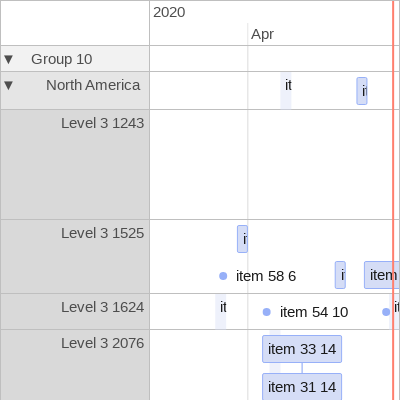 2020
Apr
▼ Group 10
▼ North America it
Level 3 1243
Level 3 1525
item 58 6 item
Level 3 1624 it item 54 10 it
Level 3 2076
item 33 14
item 31 14